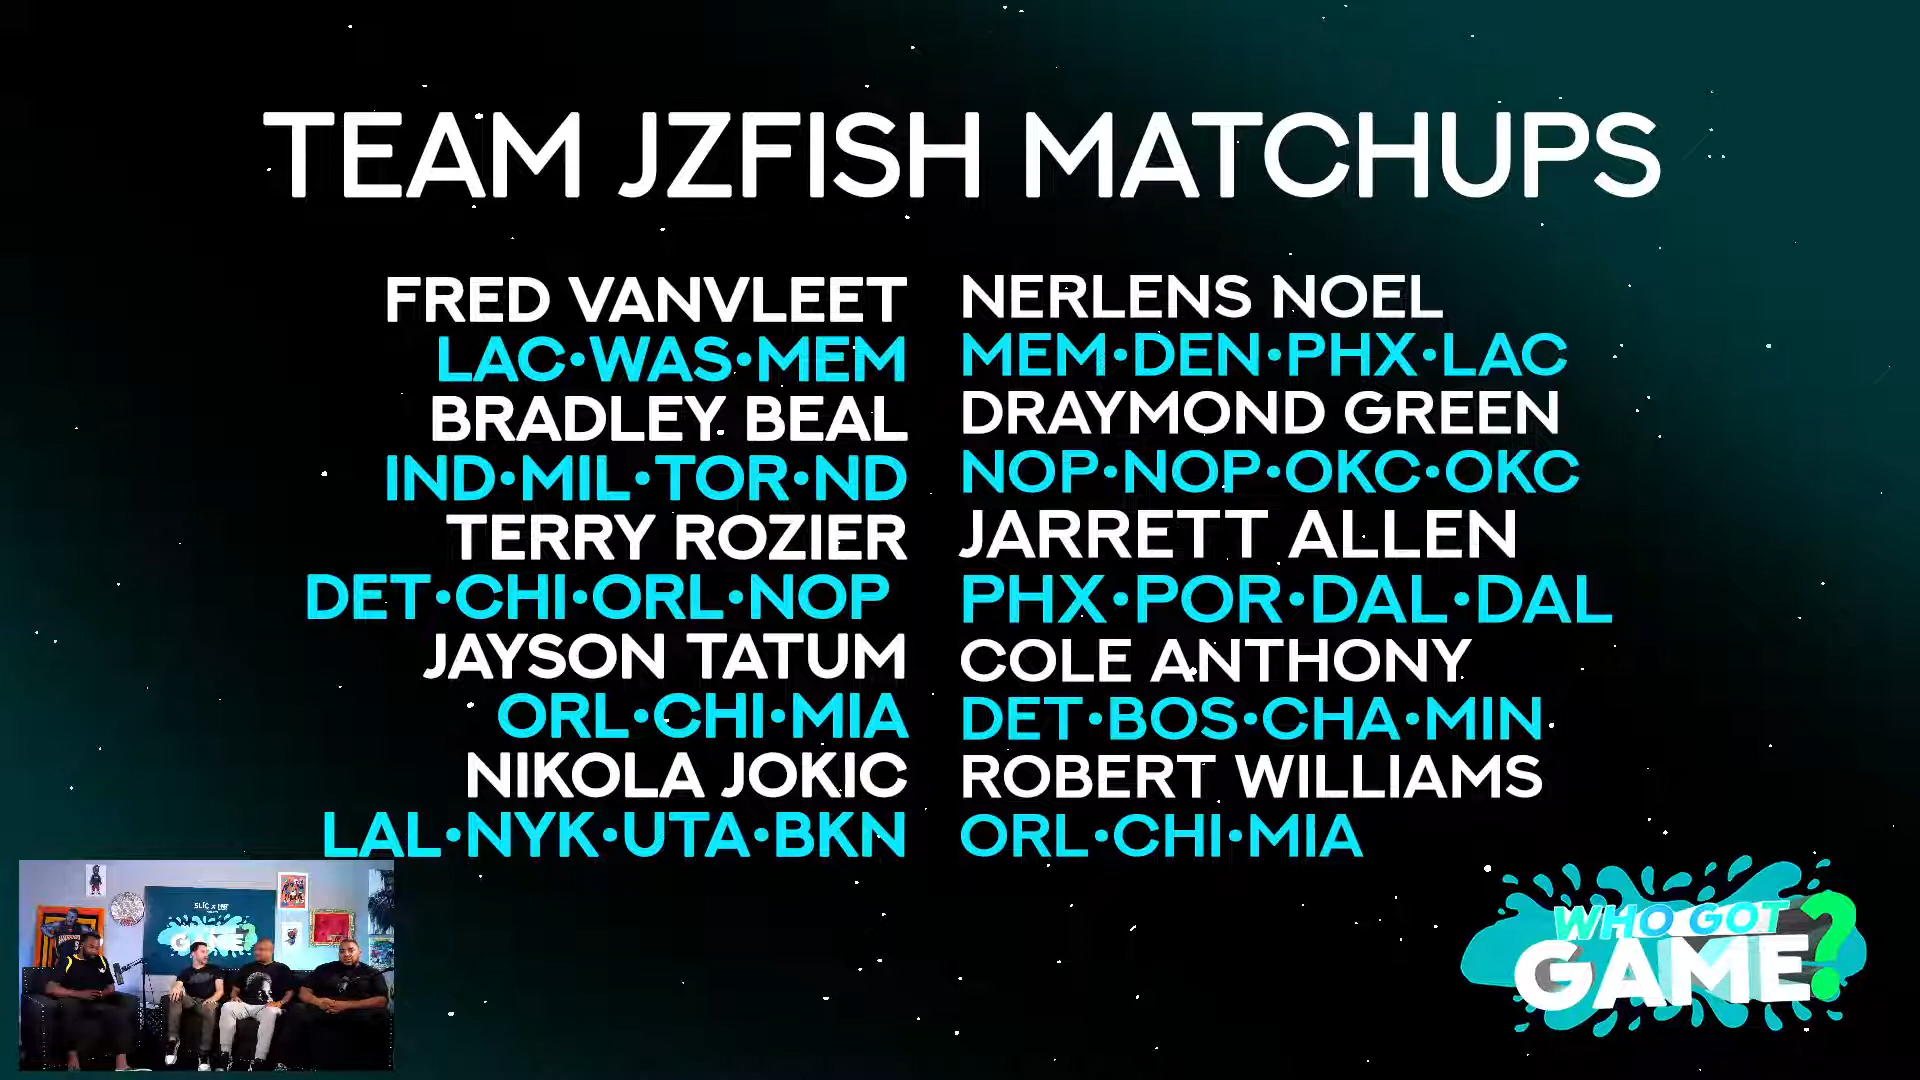 TEAM JZFISH MATCHUPS
FRED VANVLEET
LAC•WAS•MEM
BRADLEY BEAL
IND•MIL•TOR•ND
TERRY ROZIER
DET•CHI•ORL•NOP
JAYSON TATUM
ORL•CHI•MIA
NIKOLA JOKIC
LAL•NYK•UTA•BKN
NERLENS NOEL
MEM•DEN•PHX•LAC
DRAYMOND GREEN
NOP•NOP•OKC•OKC
JARRETT ALLEN
PHX•POR•DAL•DAL
COLE ANTHONY
DET•BOS•CHA•MIN
ROBERT WILLIAMS
ORL•CHI•MIA
WHO GOT
GAME?
GAME?